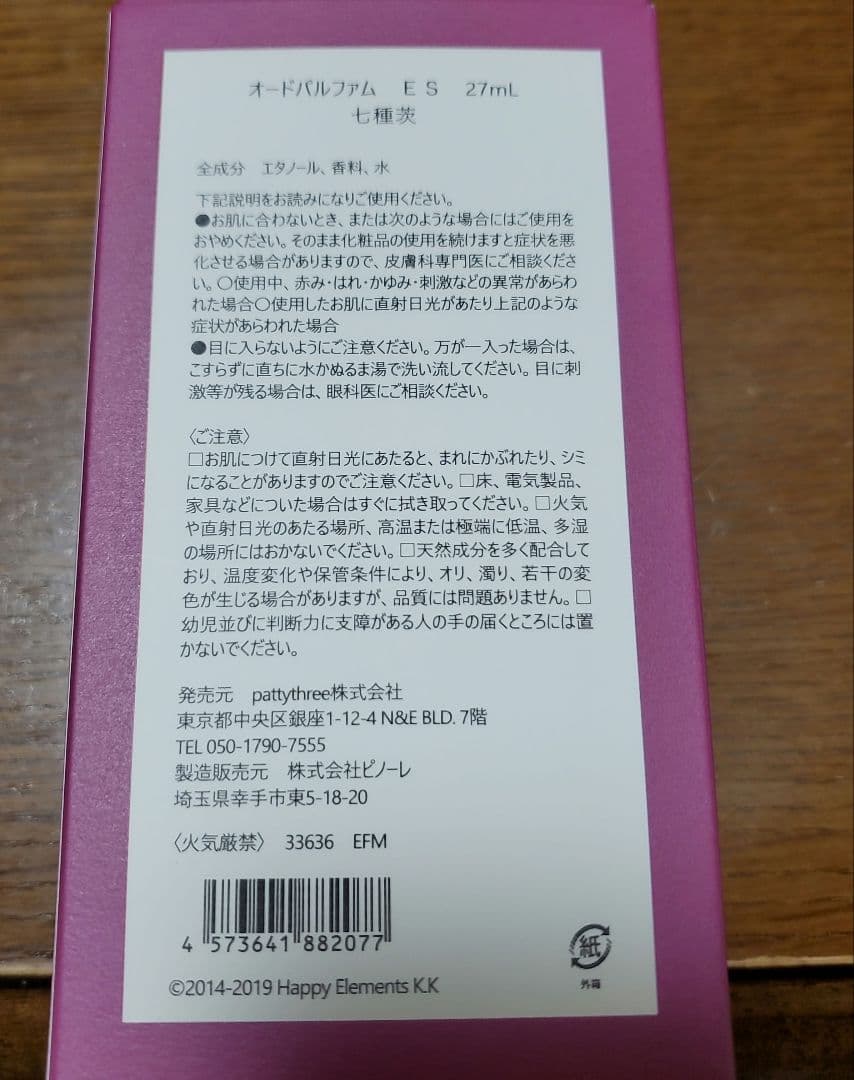 オードパルファム　ＥＳ　27mL
七種茨
全成分　エタノール、香料、水
下記説明をお読みになりご使用ください。
●お肌に合わないとき、または次のような場合にはご使用を
おやめください。そのまま化粧品の使用を続けますと症状を悪
化させる場合がありますので、皮膚科専門医にご相談くださ
い。〇使用中、赤み・はれ・かゆみ・刺激などの異常があらわ
れた場合〇使用したお肌に直射日光があたり上記のような
症状があらわれた場合
●目に入らないようにご注意ください。万が一入った場合は、
こすらずに直ちに水かぬるま湯で洗い流してください。目に刺
激等が残る場合は、眼科医にご相談ください。
〈ご注意〉
□お肌につけて直射日光にあたると、まれにかぶれたり、シミ
になることがありますのでご注意ください。□床、電気製品、
家具などについた場合はすぐに拭き取ってください。□火気
や直射日光のあたる場所、高温または極端に低温、多湿
の場所にはおかないでください。□天然成分を多く配合して
おり、温度変化や保管条件により、オリ、濁り、若干の変
色が生じる場合がありますが、品質には問題ありません。□
幼児並びに判断力に支障がある人の手の届くところには置
かないでください。
発売元　pattythree株式会社
東京都中央区銀座1-12-4 N&E BLD. 7階
TEL 050-1790-7555
製造販売元　株式会社ピノーレ
埼玉県幸手市東5-18-20
〈火気厳禁〉　33636　EFM
4 573641 882077
紙
外箱
©2014-2019 Happy Elements K.K